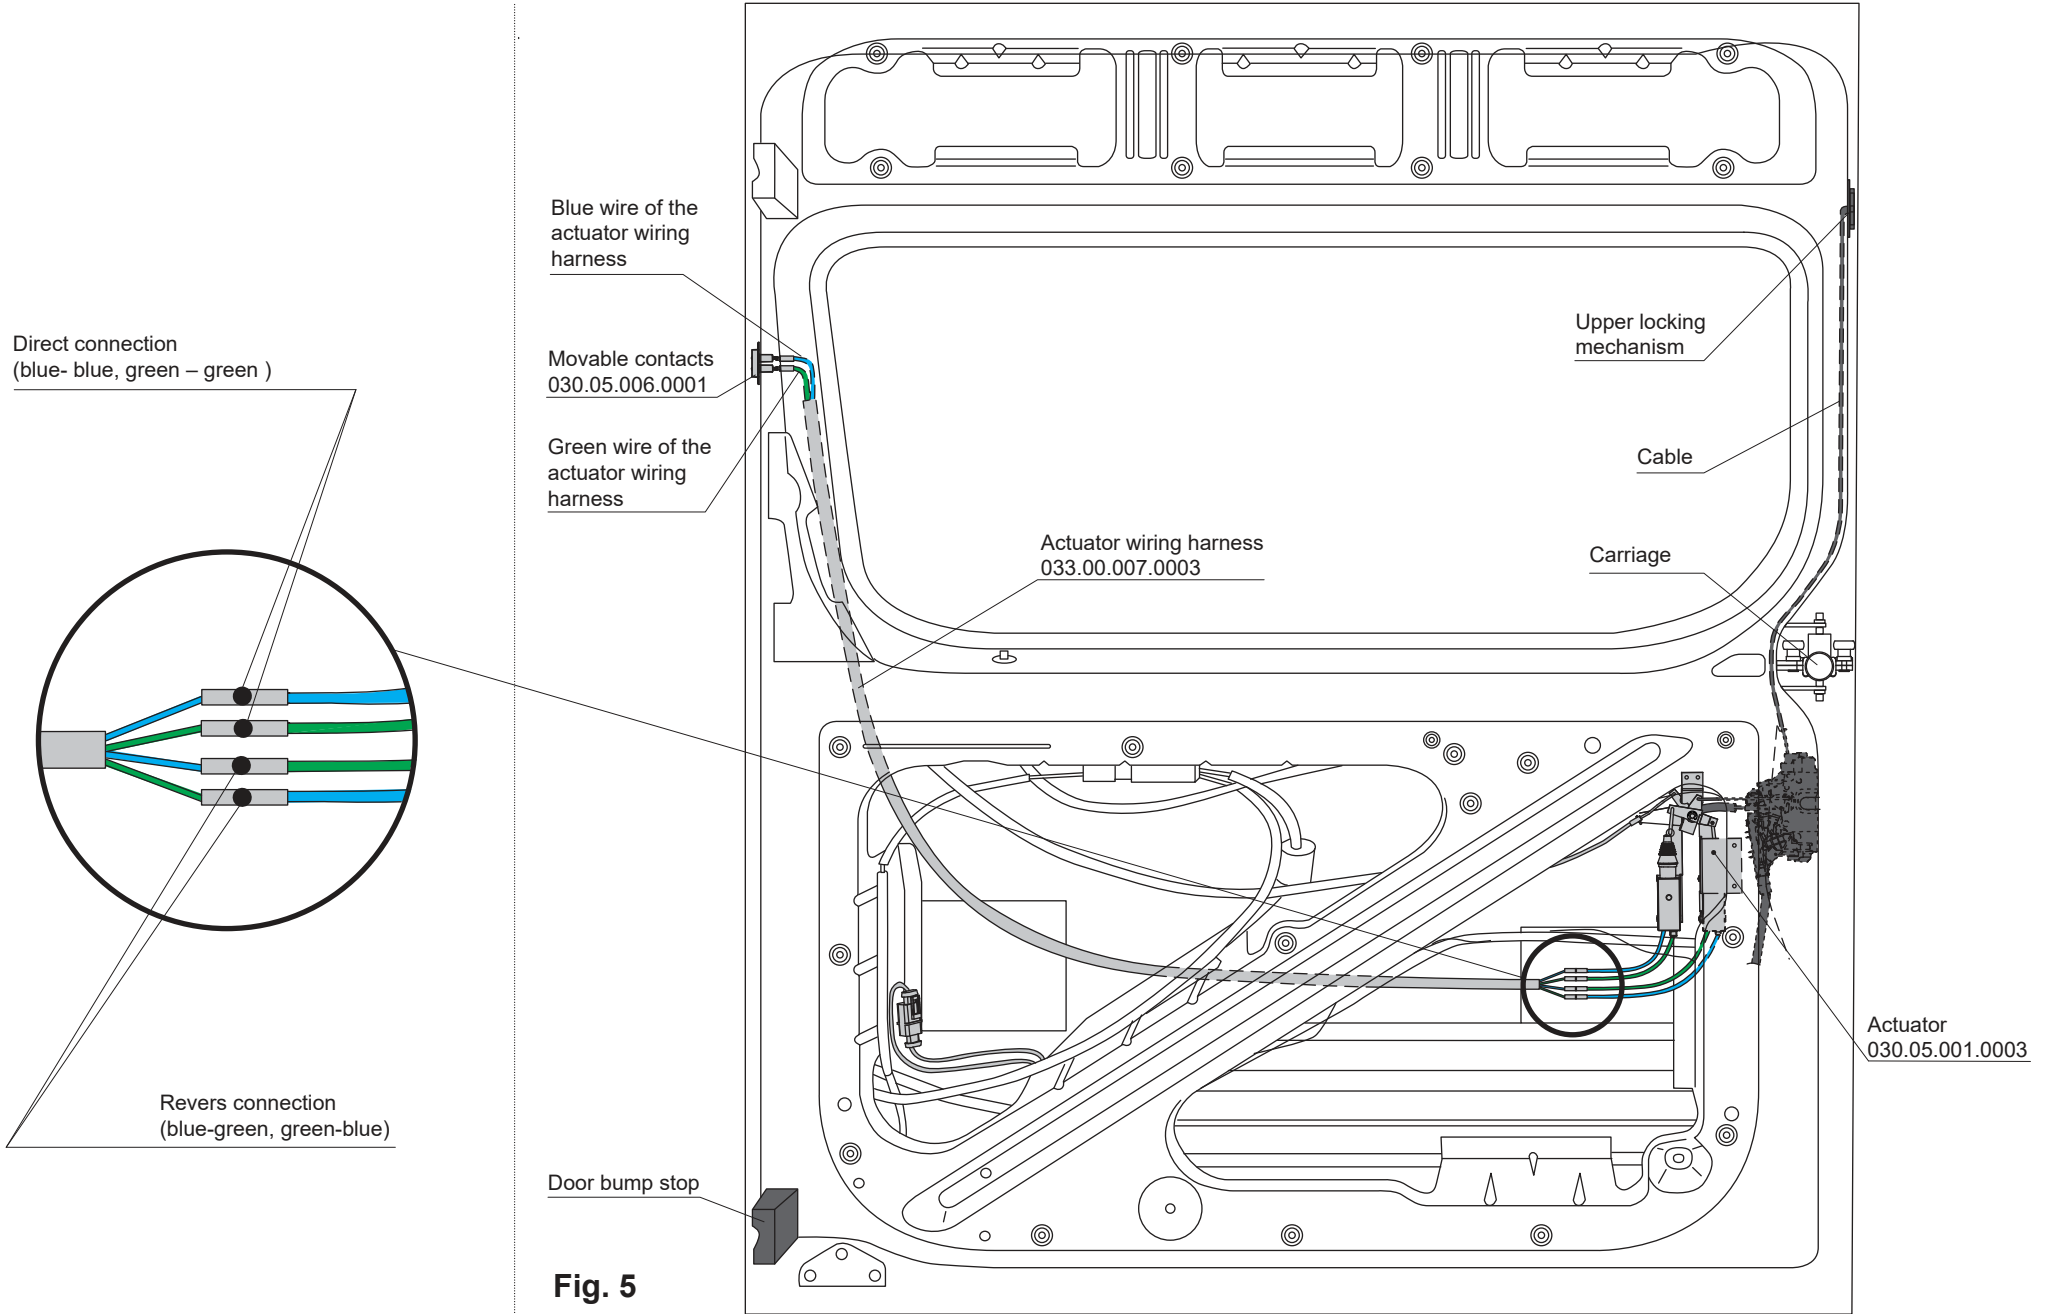 Direct connection
(blue- blue, green – green )
Revers connection
(blue-green, green-blue)
Blue wire of the
actuator wiring
harness
Movable contacts
030.05.006.0001
Green wire of the
actuator wiring
harness
Actuator wiring harness
033.00.007.0003
Upper locking
mechanism
Cable
Carriage
Actuator
030.05.001.0003
Door bump stop
Fig. 5